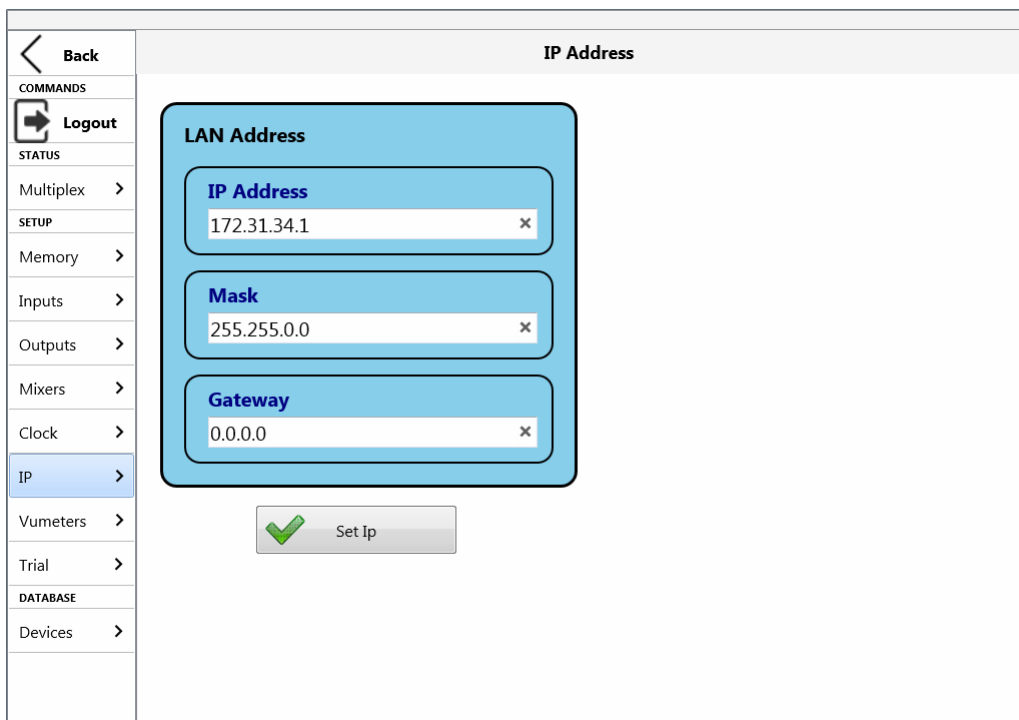 Back
IP Address
COMMANDS
Logout
STATUS
Multiplex
SETUP
Memory
Inputs
Outputs
Mixers
Clock
IP
Vumeters
Trial
DATABASE
Devices
LAN Address
IP Address
172.31.34.1
Mask
255.255.0.0
Gateway
0.0.0.0
Set Ip